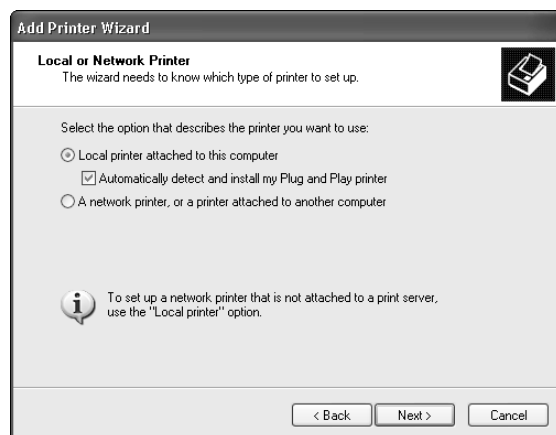 Add Printer Wizard
Local or Network Printer
The wizard needs to know which type of printer to set up.
Select the option that describes the printer you want to use:
Local printer attached to this computer
Automatically detect and install my Plug and Play printer
A network printer, or a printer attached to another computer
To set up a network printer that is not attached to a print server,
use the "Local printer" option.
< Back Next > Cancel